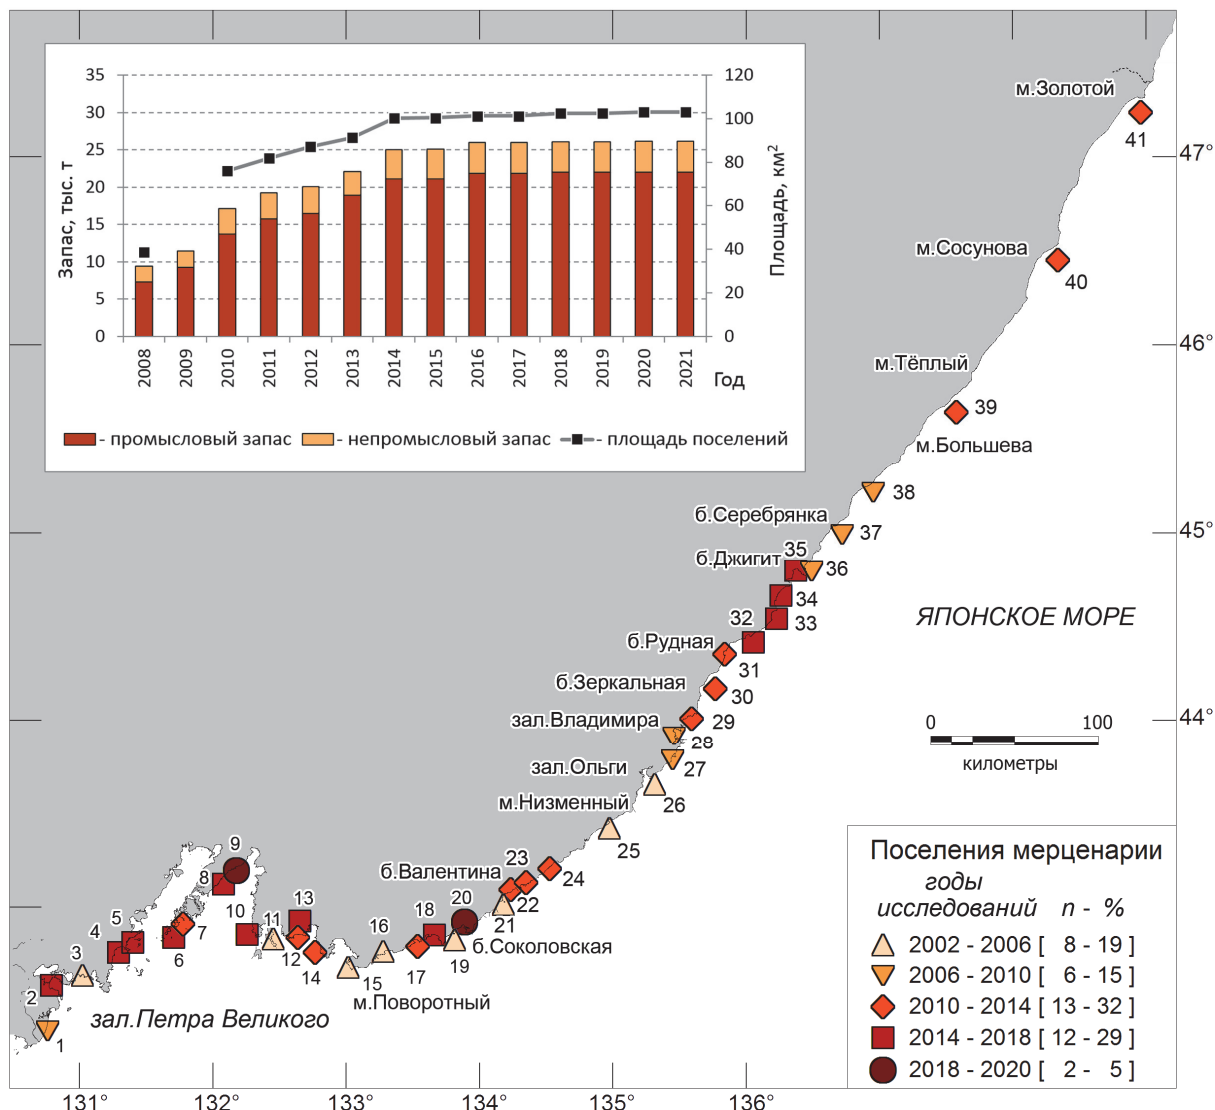 Запас, тыс. т
35
30
25
20
15
10
5
0
120
100
80
60
40
20
0
Площадь, км²
2008
2009
2010
2011
2012
2013
2014
2015
2016
2017
2018
2019
2020
2021
Год
- промысловый запас
- непромысловый запас
- площадь поселений
м.Золотой
41
47°
м.Сосунова
40
46°
м.Тёплый
39
м.Большева
38
б.Серебрянка
37
45°
35
б.Джигит
36
34
33
ЯПОНСКОЕ МОРЕ
32
б.Рудная
31
б.Зеркальная
30
зал.Владимира
29
44°
28
0
100
километры
зал.Ольги
27
м.Низменный
26
25
9
8
б.Валентина
23
24
22
21
20
5
4
10
11
13
16
18
7
6
12
14
б.Соколовская
19
17
15
3
2
м.Поворотный
зал.Петра Великого
1
Поселения мерценарии
годы
исследований n - %
2002 - 2006 [ 8 - 19 ]
2006 - 2010 [ 6 - 15 ]
2010 - 2014 [ 13 - 32 ]
2014 - 2018 [ 12 - 29 ]
2018 - 2020 [ 2 - 5 ]
131°
132°
133°
134°
135°
136°